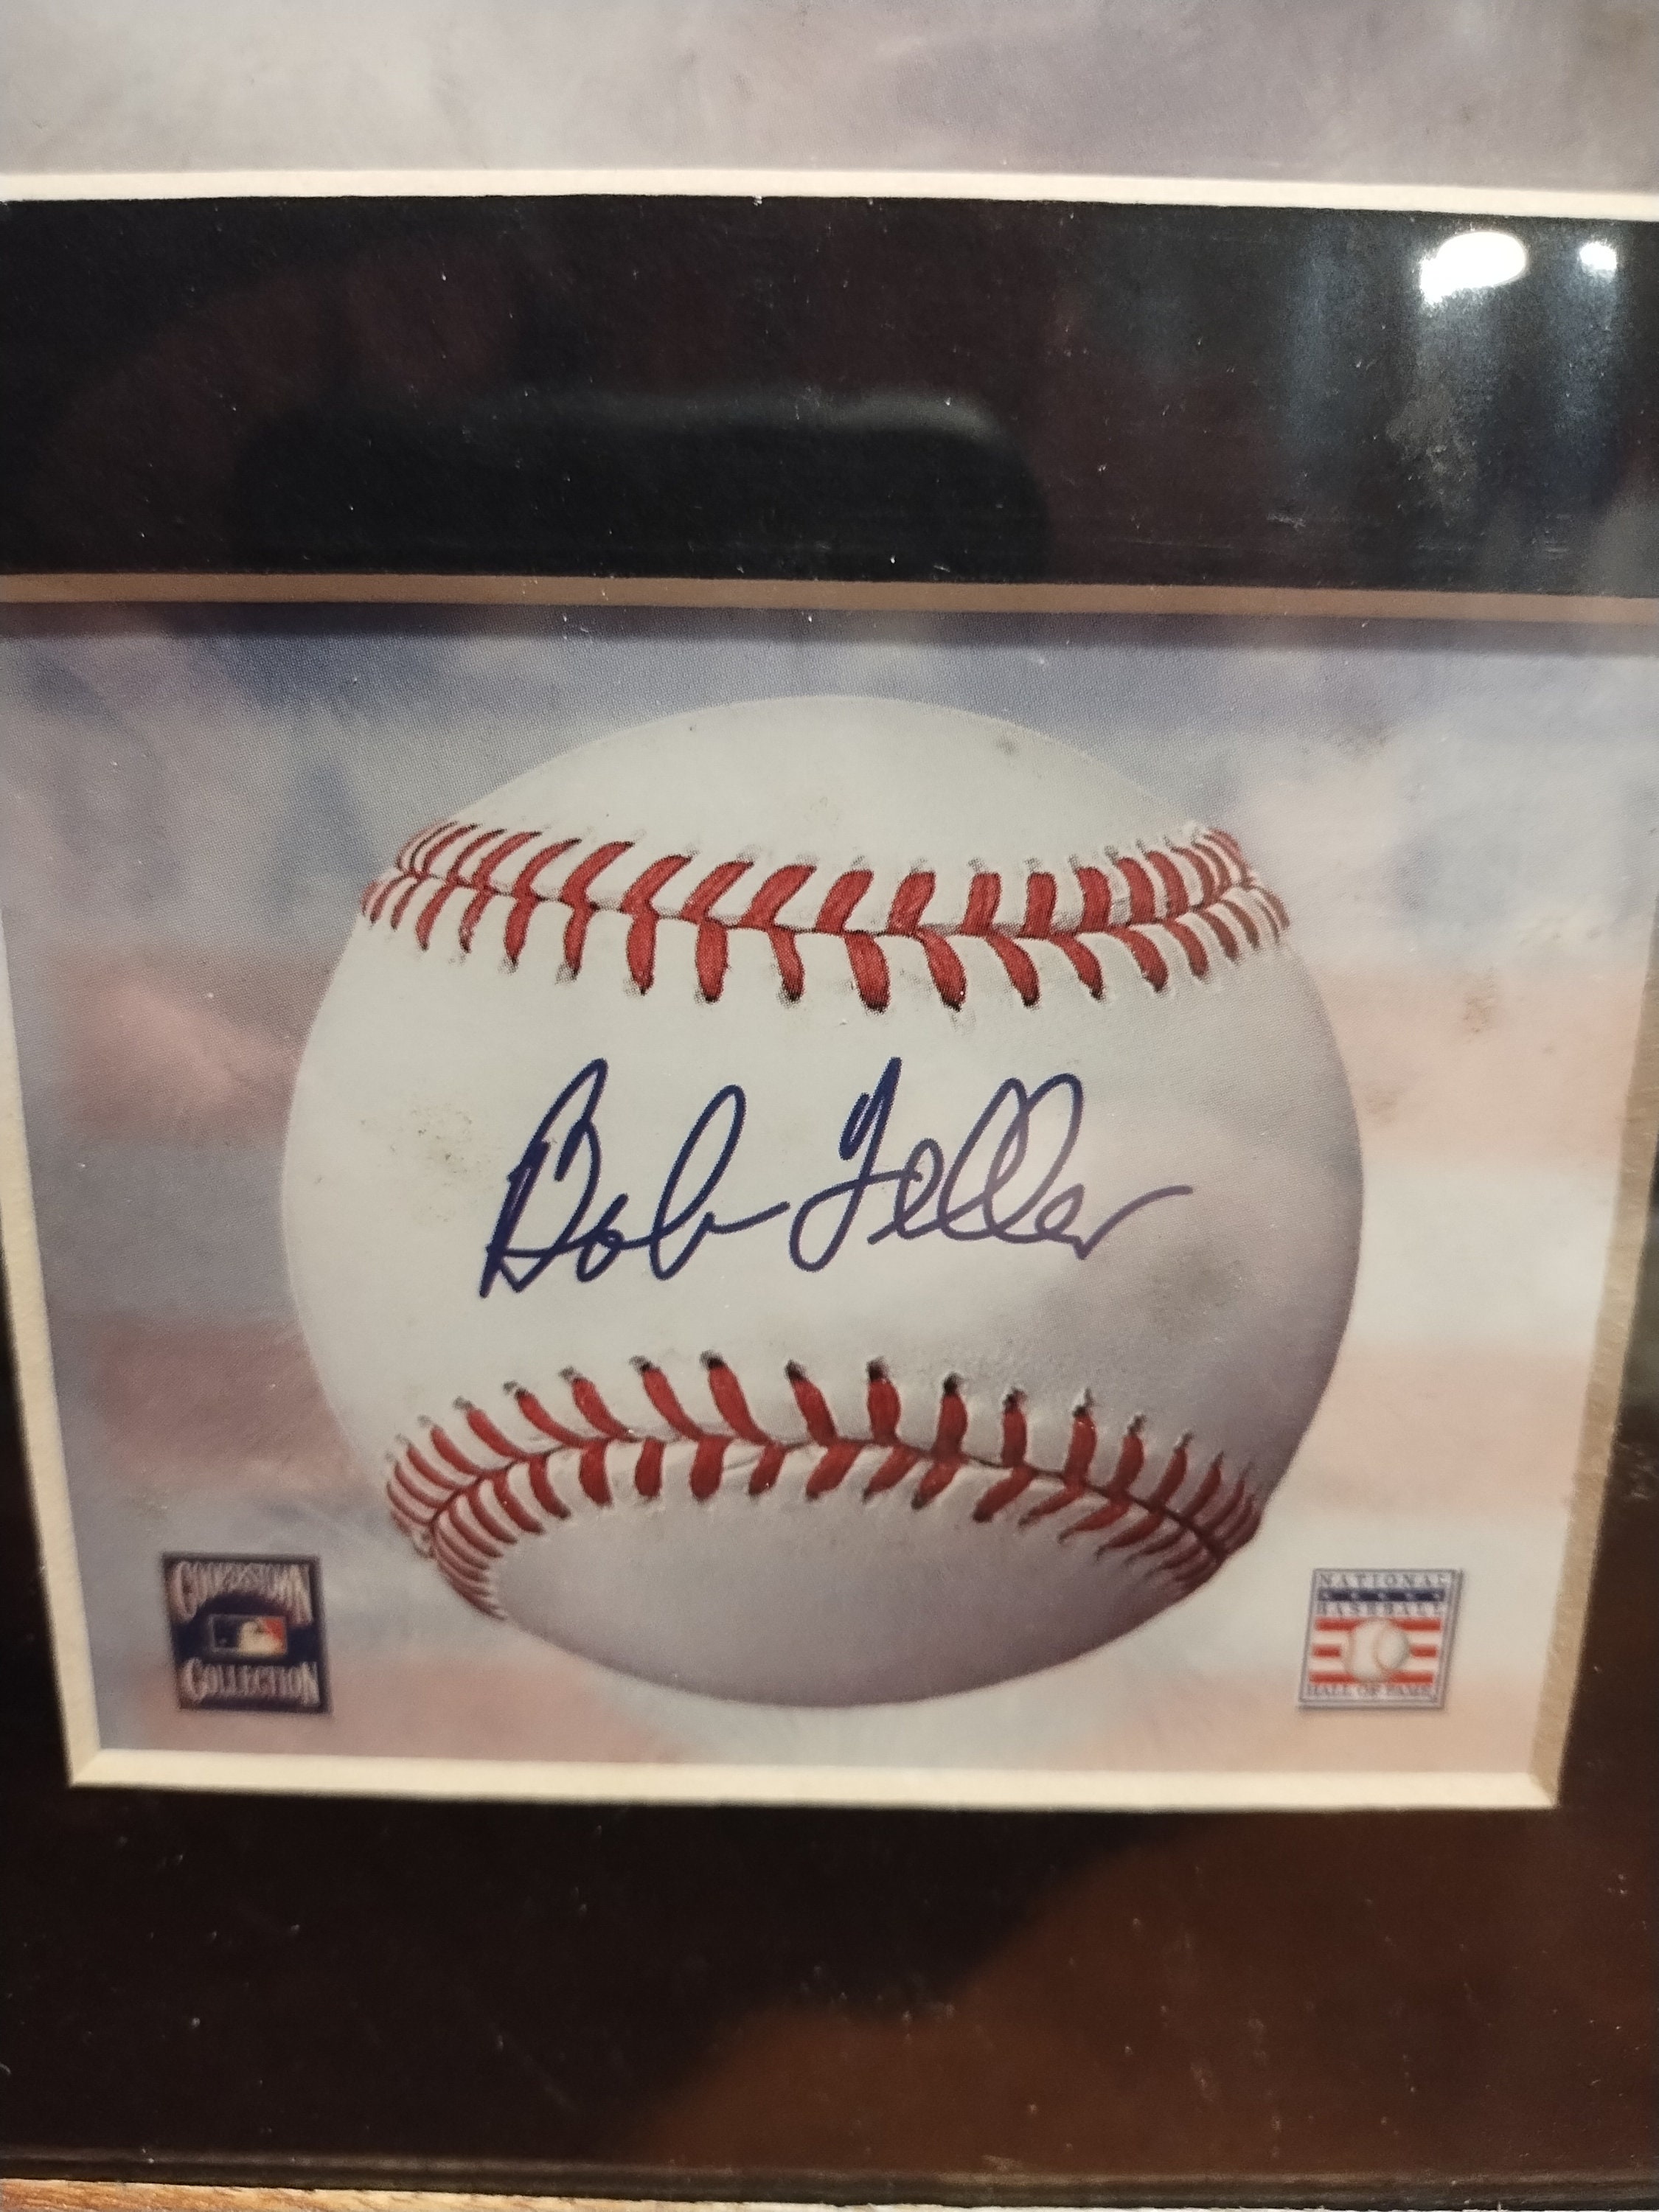 Bob Feller
COOPERSTOWN
COLLECTION
NATIONAL
BASEBALL
HALL OF FAME